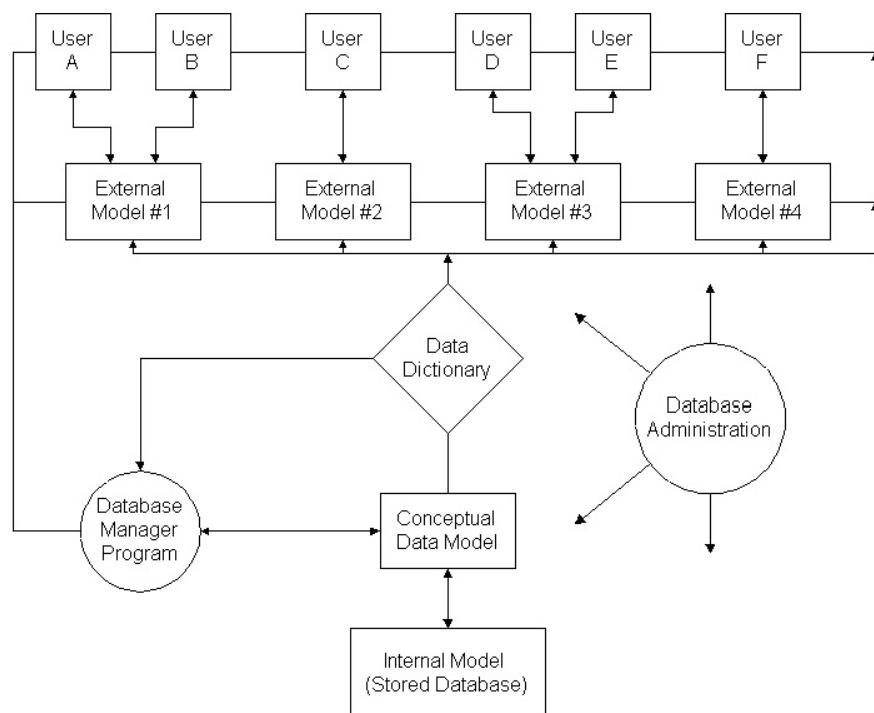 User
A
User
B
User
C
User
D
User
E
User
F
External
Model #1
External
Model #2
External
Model #3
External
Model #4
Data
Dictionary
Database
Administration
Database
Manager
Program
Conceptual
Data Model
Internal Model
(Stored Database)